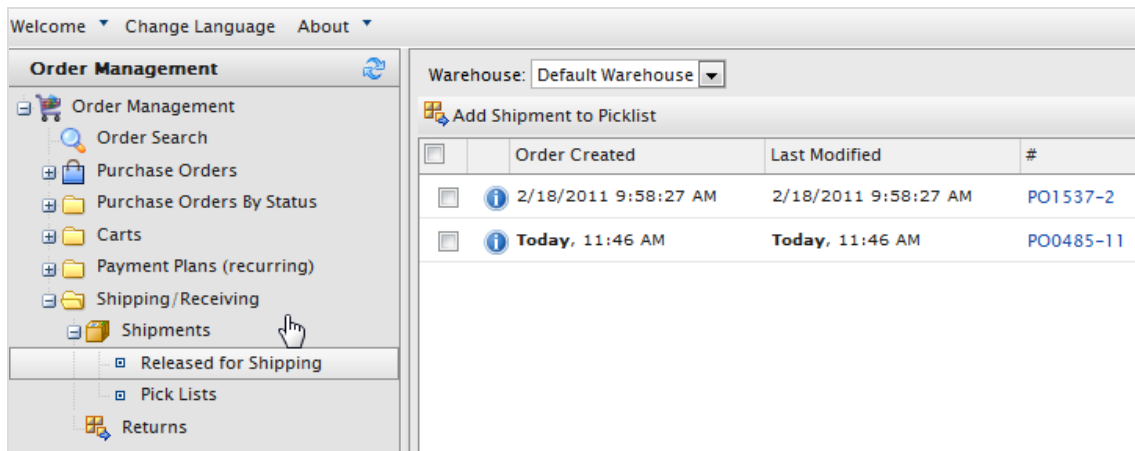 Welcome Change Language About
Order Management
Order Management
Order Search
Purchase Orders
Purchase Orders By Status
Carts
Payment Plans (recurring)
Shipping/Receiving
Shipments
Released for Shipping
Pick Lists
Returns
Warehouse: Default Warehouse
Add Shipment to Picklist
Order Created Last Modified #
2/18/2011 9:58:27 AM 2/18/2011 9:58:27 AM PO1537-2
Today, 11:46 AM Today, 11:46 AM PO0485-11